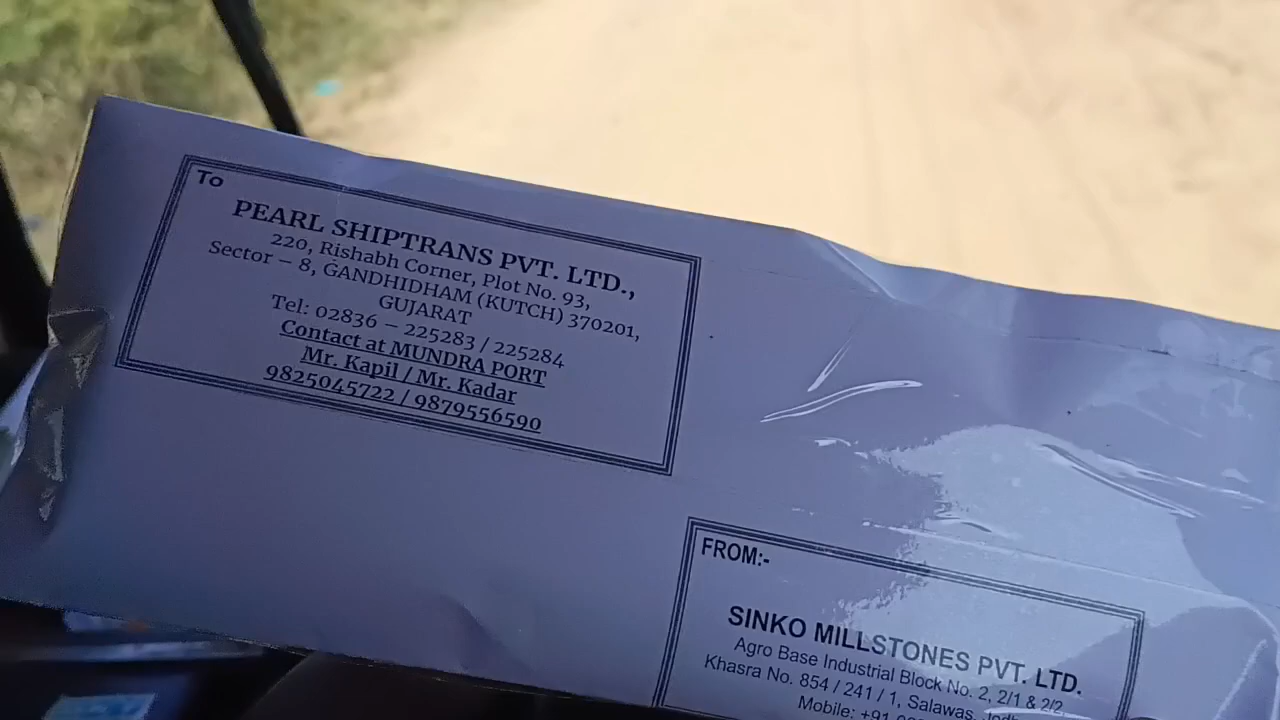 To
PEARL SHIPTRANS PVT. LTD.,
220, Rishabh Corner, Plot No. 93,
Sector – 8, GANDHIDHAM (KUTCH) 370201,
GUJARAT
Tel: 02836 – 225283 / 225284
Contact at MUNDRA PORT
Mr. Kapil / Mr. Kadar
9825045722 / 9879556590
FROM:-
SINKO MILLSTONES PVT. LTD.
Agro Base Industrial Block No. 2, 2/1 & 2/2,
Khasra No. 854 / 241 / 1, Salawas,
Mobile: +91